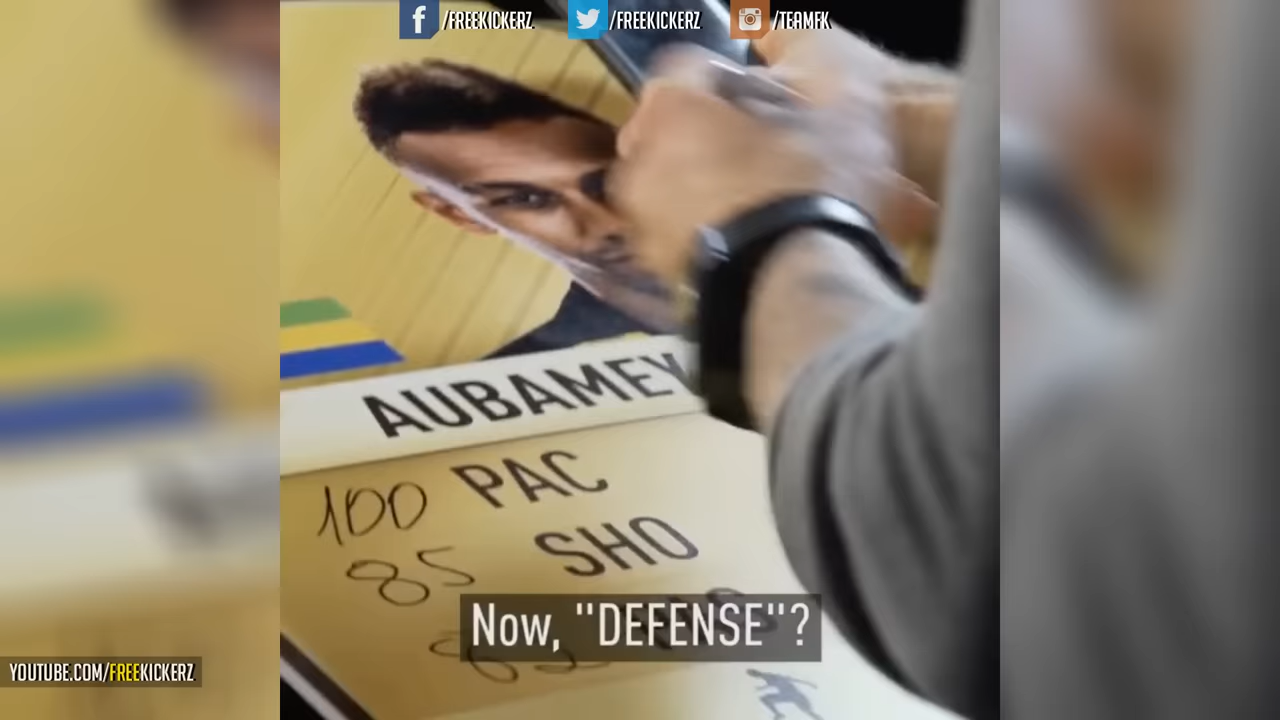 /FREEKICKERZ /FREEKICKERZ /TEAMFK
AUBAMEY
100 PAC
85 SHO
Now, "DEFENSE"?
YOUTUBE.COM/FREEKICKERZ